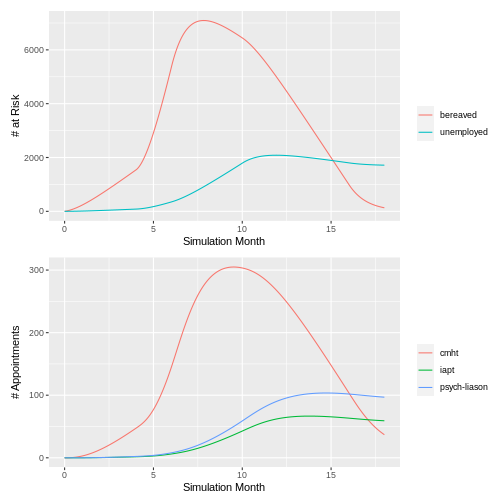 6000
4000
2000
0
# at Risk
0 5 10 15
Simulation Month
bereaved
unemployed
300
200
100
0
# Appointments
0 5 10 15
Simulation Month
cmht
iapt
psych-liason